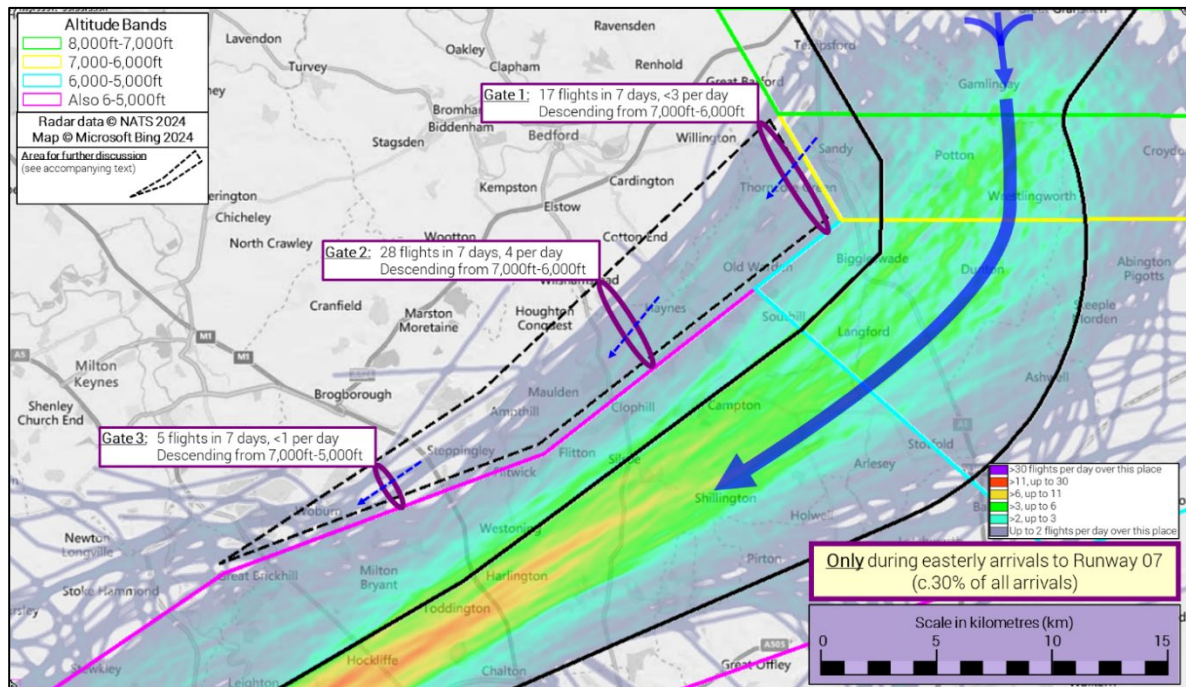 Altitude Bands
8,000ft-7,000ft
7,000-6,000ft
6,000-5,000ft
Also 6-5,000ft
Radar data © NATS 2024
Map © Microsoft Bing 2024
Area for further discussion
(see accompanying text)
Lavendon
Turvey
Ravensden
Oakley
Clapham
Renhold
Tempsford
Great Barford
Gamlingay
Gate 1: 17 flights in 7 days, <3 per day
Descending from 7,000ft-6,000ft
Bromham
Biddenham
Bedford
Willington
Stagsden
Sandy
Potton
Croydon
Kempston
Cardington
Thorncote Green
Wrestlingworth
Chicheley
Elstow
North Crawley
Wootton
Cotton End
Gate 2: 28 flights in 7 days, 4 per day
Descending from 7,000ft-6,000ft
Old Warden
Biggleswade
Dunton
Abington
Pigotts
Wilshamstead
Cranfield
Marston
Moretaine
Houghton
Conquest
Haynes
Southill
Steeple
Morden
Langford
M1
A5
Milton
Keynes
M1
Brogborough
Maulden
Ampthill
Clophill
Campton
Ashwell
Shenley
Church End
Gate 3: 5 flights in 7 days, <1 per day
Descending from 7,000ft-5,000ft
Steppingley
Flitwick
Flitton
Silsoe
Stotfold
Arlesey
A1
Shillington
Woburn
Holwell
>30 flights per day over this place
>11, up to 30
>6, up to 11
>3, up to 6
>2, up to 3
Up to 2 flights per day over this place
Newton
Longville
Westoning
Pirton
Great Brickhill
Milton
Bryant
Harlington
Stoke Hammond
Toddington
Only during easterly arrivals to Runway 07
(c.30% of all arrivals)
Scale in kilometres (km)
0 5 10 15
Stewkley
Hockliffe
Leighton
Chalton
A505
Great Offley